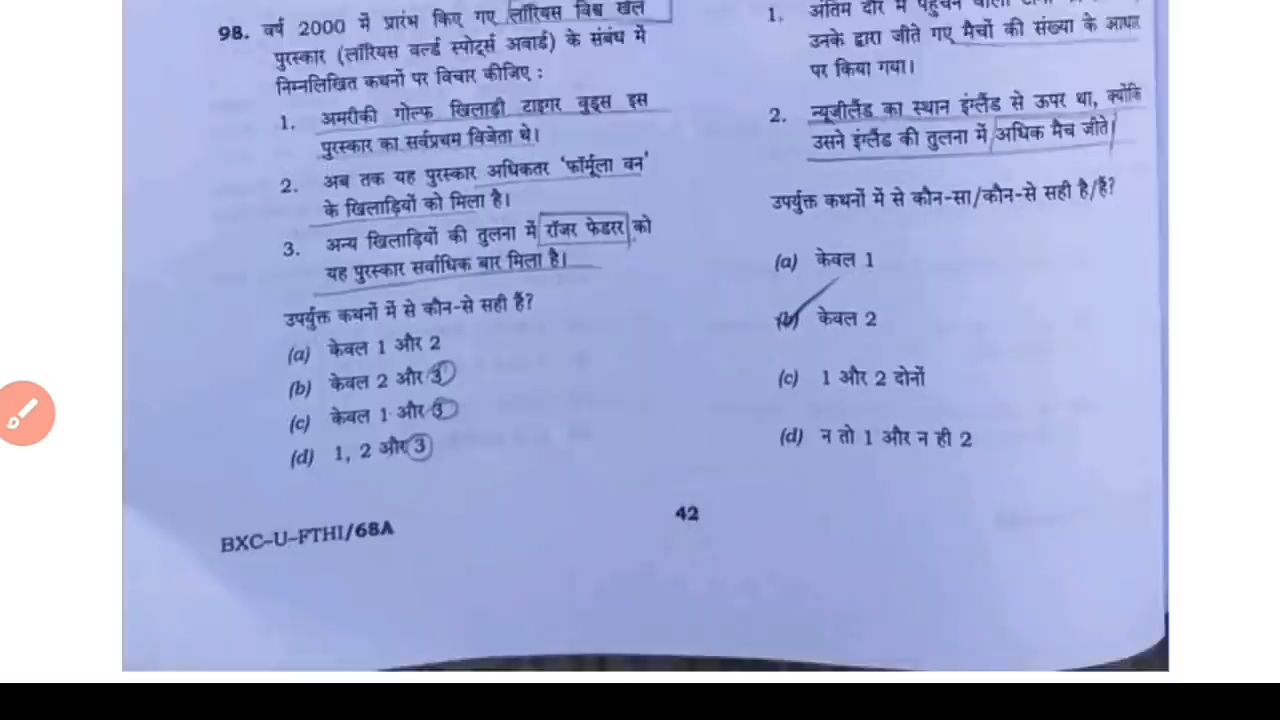 98. वर्ष 2000 में प्रारंभ किए गए लॉरियस विश्व खेल
पुरस्कार (लॉरियस वर्ल्ड स्पोर्ट्स अवार्ड) के संबंध में
निम्नलिखित कथनों पर विचार कीजिए :
1. अमरीकी गोल्फ खिलाड़ी टाइगर वुड्स इस
पुरस्कार का सर्वप्रथम विजेता थे।
2. अब तक यह पुरस्कार अधिकतर ‘फॉर्मूला वन’
के खिलाड़ियों को मिला है।
3. अन्य खिलाड़ियों की तुलना में रॉजर फेडरर को
यह पुरस्कार सर्वाधिक बार मिला है।
उपर्युक्त कथनों में से कौन-से सही हैं?
(a) केवल 1 और 2
(b) केवल 2 और 3
(c) केवल 1 और 3
(d) 1, 2 और 3
BXC-U-FTHI/68A
1. अंतिम दौर में पहुंचने वाली
उनके द्वारा जीते गए मैचों की संख्या के आधार
पर किया गया।
2. न्यूजीलैंड का स्थान इंग्लैंड से ऊपर था, क्योंकि
उसने इंग्लैंड की तुलना में अधिक मैच जीते।
उपर्युक्त कथनों में से कौन-सा/कौन-से सही है/हैं?
(a) केवल 1
(b) केवल 2
(c) 1 और 2 दोनों
(d) न तो 1 और न ही 2
42